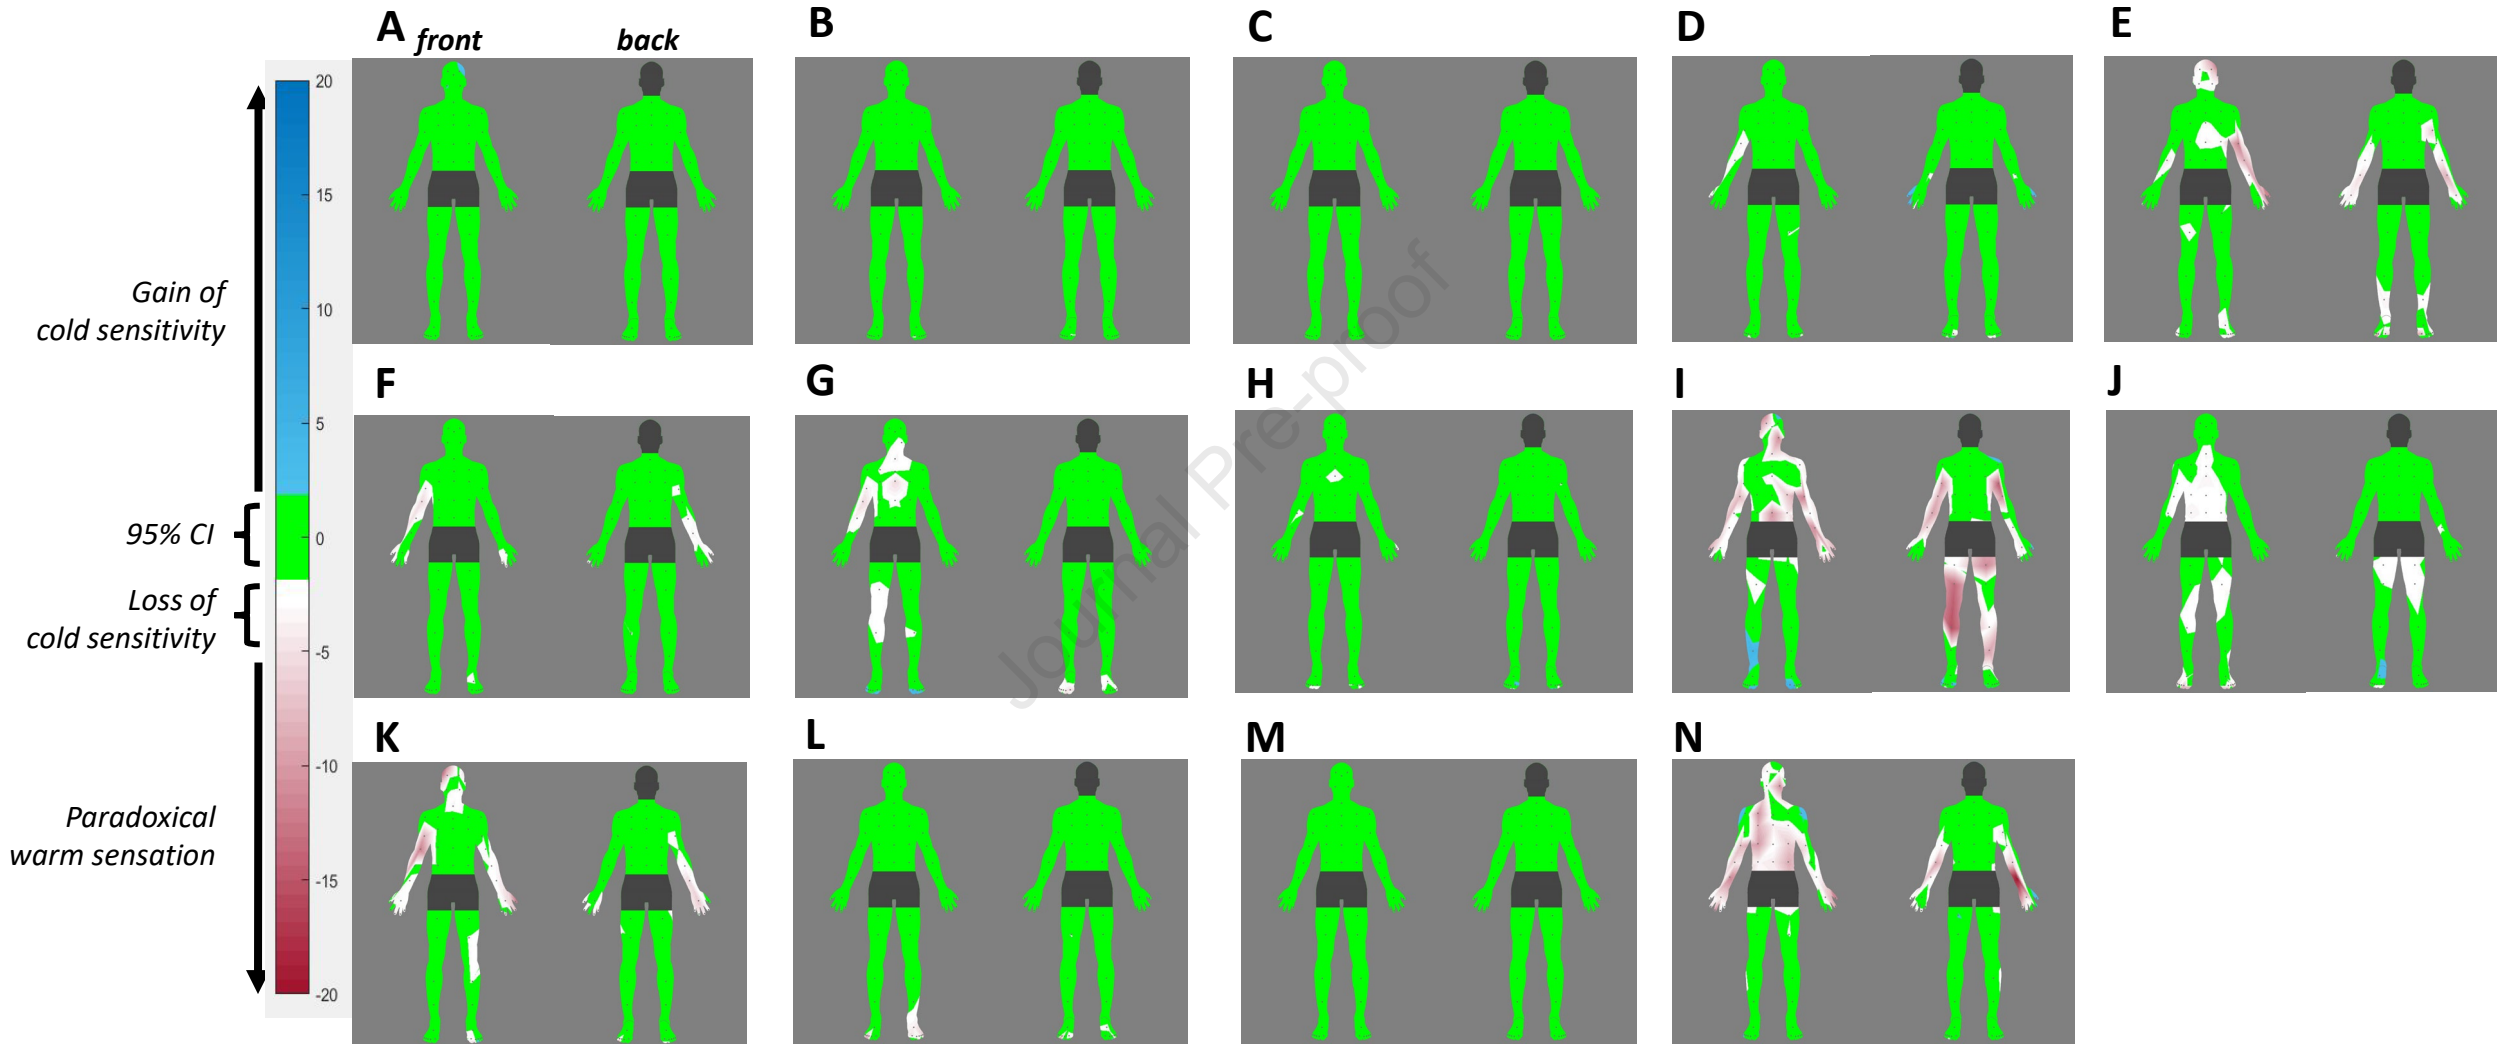 A front back
B
C
D
E
20
15
10
5
0
-5
-10
-15
-20
Gain of
cold sensitivity
95% CI
Loss of
cold sensitivity
Paradoxical
warm sensation
F
G
H
I
J
K
L
M
N
Journal Pre-proof